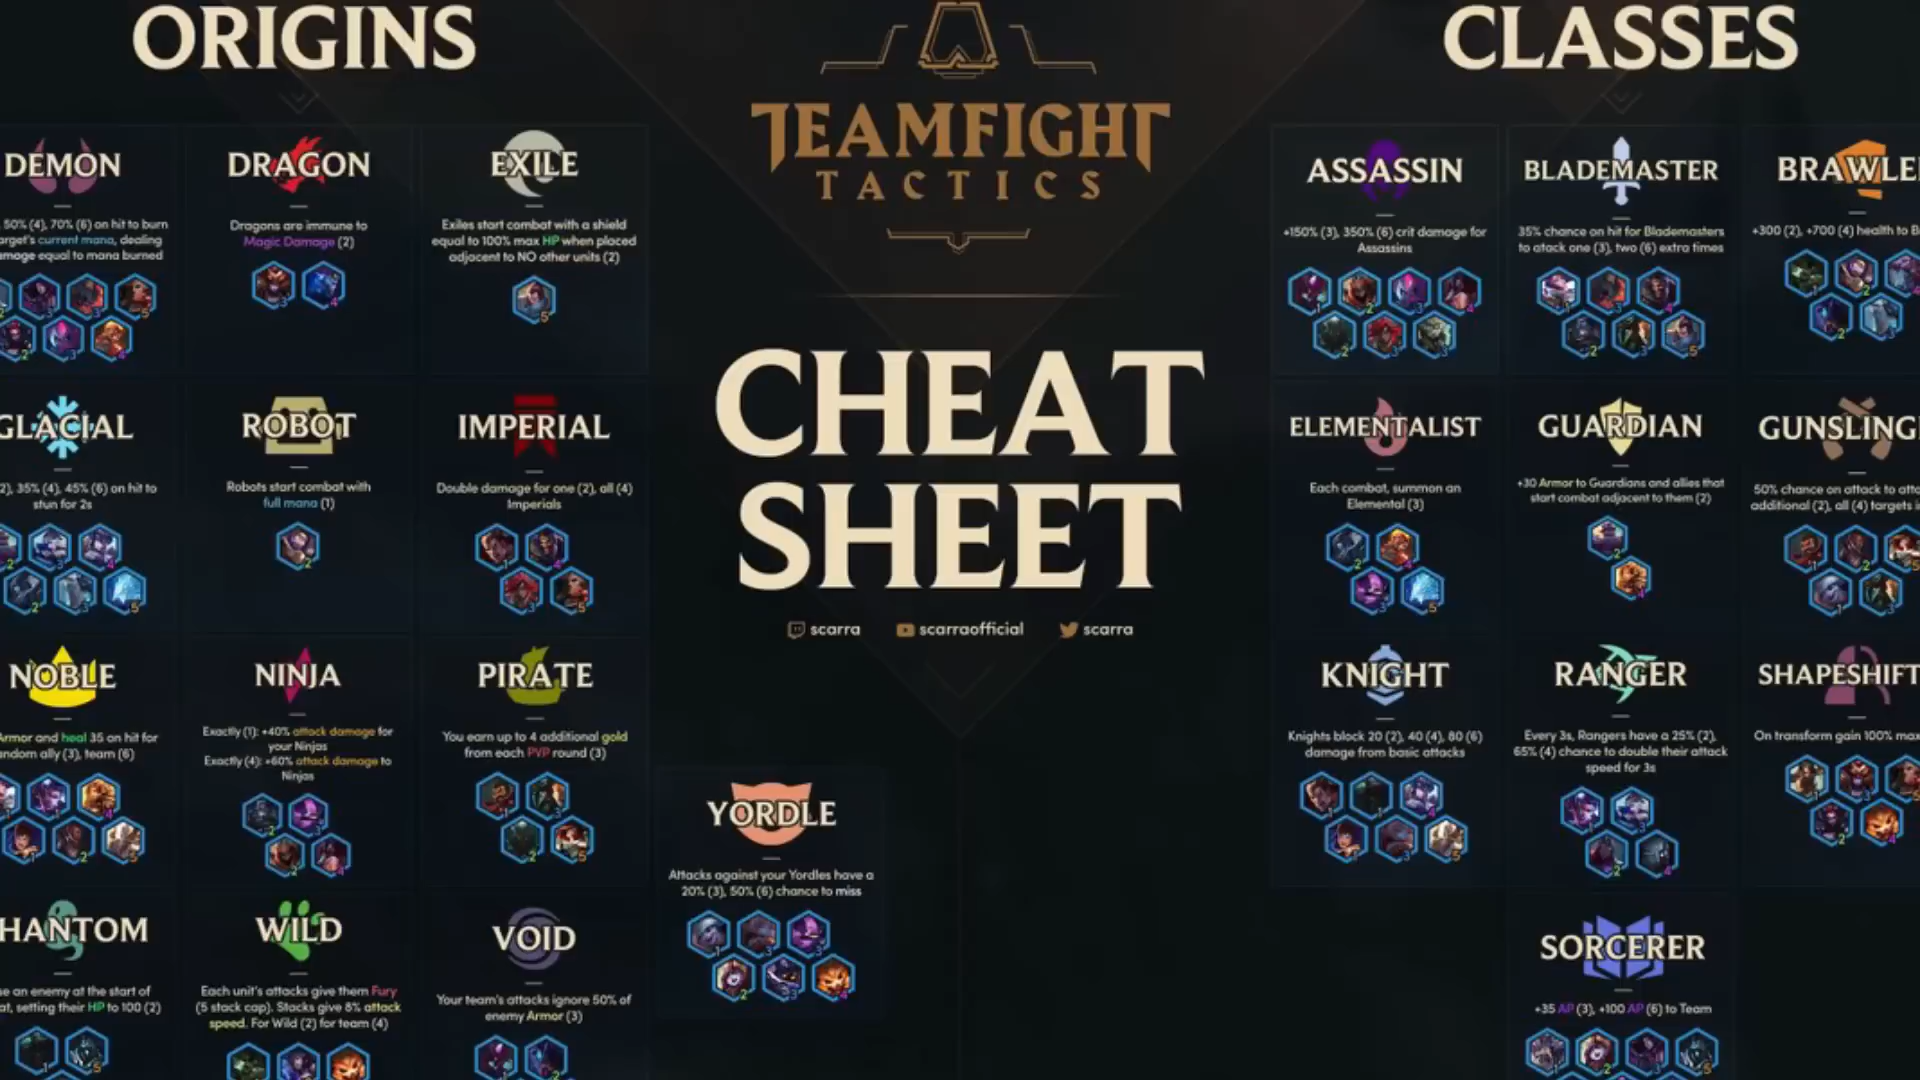 ORIGINS
DEMON
50% (4), 70% (6) on hit to burn
current mana, dealing
equal to mana burned
DRAGON
Dragons are immune to
Magic Damage (2)
EXILE
Exiles start combat with a shield
equal to 100% max HP when placed
adjacent to NO other units (2)
GLACIAL
35% (4), 45% (6) on hit to
stun for 2s
ROBOT
Robots start combat with
full mana (1)
IMPERIAL
Double damage for one (2), all (4)
Imperials
NOBLE
Armor and heal 35 on hit for
ally (3), team (6)
NINJA
Exactly (1): +40% attack damage for
your Ninjas
Exactly (4): +60% attack damage to
Ninjas
PIRATE
You earn up to 4 additional gold
from each PVP round (3)
HANTOM
an enemy at the start of
setting their HP to 100 (2)
WILD
Each unit's attacks give them Fury
(5 stack cap). Stacks give 8% attack
speed. For Wild (2) for team (4)
VOID
Your team's attacks ignore 50% of
enemy Armor (3)
TEAMFIGHT
TACTICS
CHEAT
SHEET
scarra scarraofficial scarra
YORDLE
Attacks against your Yordles have a
20% (3), 50% (6) chance to miss
CLASSES
ASSASSIN
+150% (3), 350% (6) crit damage for
Assassins
BLADEMASTER
35% chance on hit for Blademasters
to atack one (3), two (6) extra times
BRAWLE
+300 (2), +700 (4) health to
ELEMENTALIST
Each combat, summon an
Elemental (3)
GUARDIAN
+30 Armor to Guardians and allies that
start combat adjacent to them (2)
GUNSLING
50% chance on attack to
additional (2), all (4) targets
KNIGHT
Knights block 20 (2), 40 (4), 80 (6)
damage from basic attacks
RANGER
Every 3s, Rangers have a 25% (2),
65% (4) chance to double their attack
speed for 3s
SHAPESHIFT
On transform gain 100% max
SORCERER
+35 AP (3), +100 AP (6) to Team